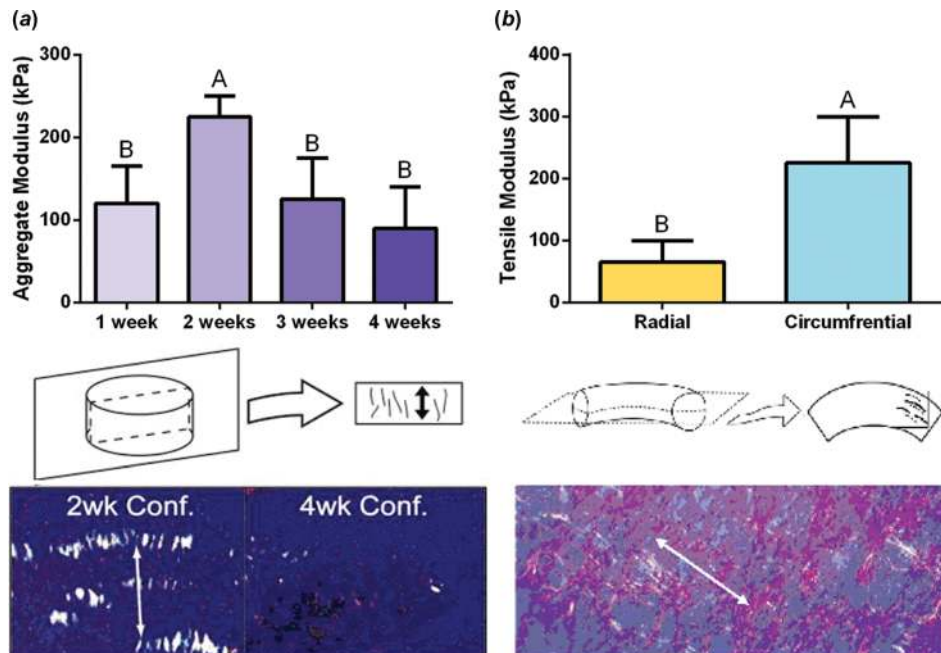 (a)
Aggregate Modulus (kPa)
300
200
100
0
B
A
B
B
1 week
2 weeks
3 weeks
4 weeks
(b)
Tensile Modulus (kPa)
400
300
200
100
0
B
A
Radial
Circumfrential
2wk Conf.
4wk Conf.